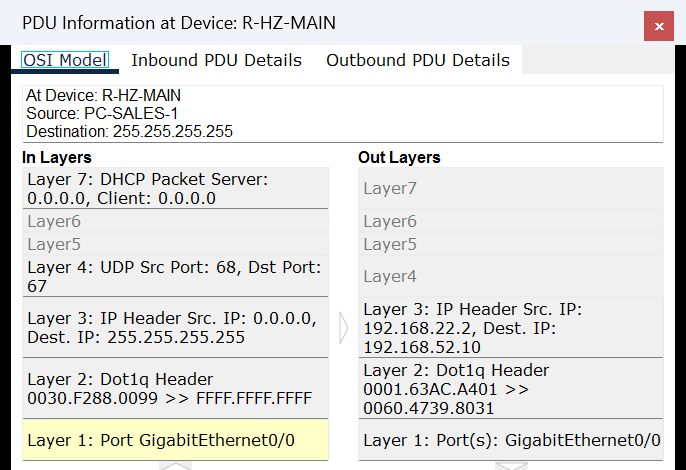 PDU Information at Device: R-HZ-MAIN
OSI Model Inbound PDU Details Outbound PDU Details
At Device: R-HZ-MAIN
Source: PC-SALES-1
Destination: 255.255.255.255
In Layers
Layer 7: DHCP Packet Server:
0.0.0.0, Client: 0.0.0.0
Layer6
Layer5
Layer 4: UDP Src Port: 68, Dst Port:
67
Layer 3: IP Header Src. IP: 0.0.0.0,
Dest. IP: 255.255.255.255
Layer 2: Dot1q Header
0030.F288.0099 >> FFFF.FFFF.FFFF
Layer 1: Port GigabitEthernet0/0
Out Layers
Layer7
Layer6
Layer5
Layer4
Layer 3: IP Header Src. IP:
192.168.22.2, Dest. IP:
192.168.52.10
Layer 2: Dot1q Header
0001.63AC.A401 >>
0060.4739.8031
Layer 1: Port(s): GigabitEthernet0/0